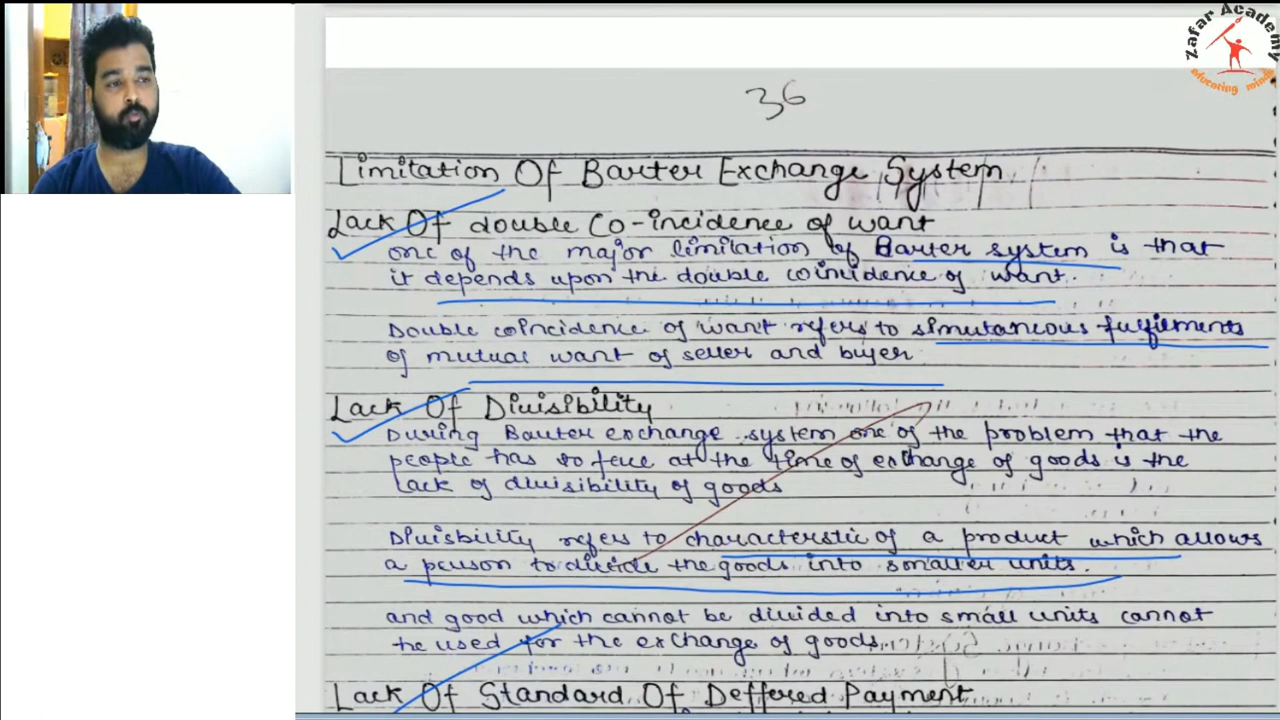 Zafar Academy
educating minds
36
Limitation Of Barter Exchange System
Lack Of double Co-incidence of want
one of the major limitation of Barter system is that
it depends upon the double coincidence of want.
Double coincidence of want refers to simutaneous fulfilments
of mutual want of seller and buyer
Lack Of Divisibility
During Barter exchange system one of the problem that the
people has to face at the time of exchange of goods is the
Lack of divisibility of goods
Divisbility refers to characterstic of a product which allows
a person to divide the goods into smaller units.
and good which cannot be divided into small units cannot
be used for the exchange of goods.
Lack Of Standard Of Deffered Payment